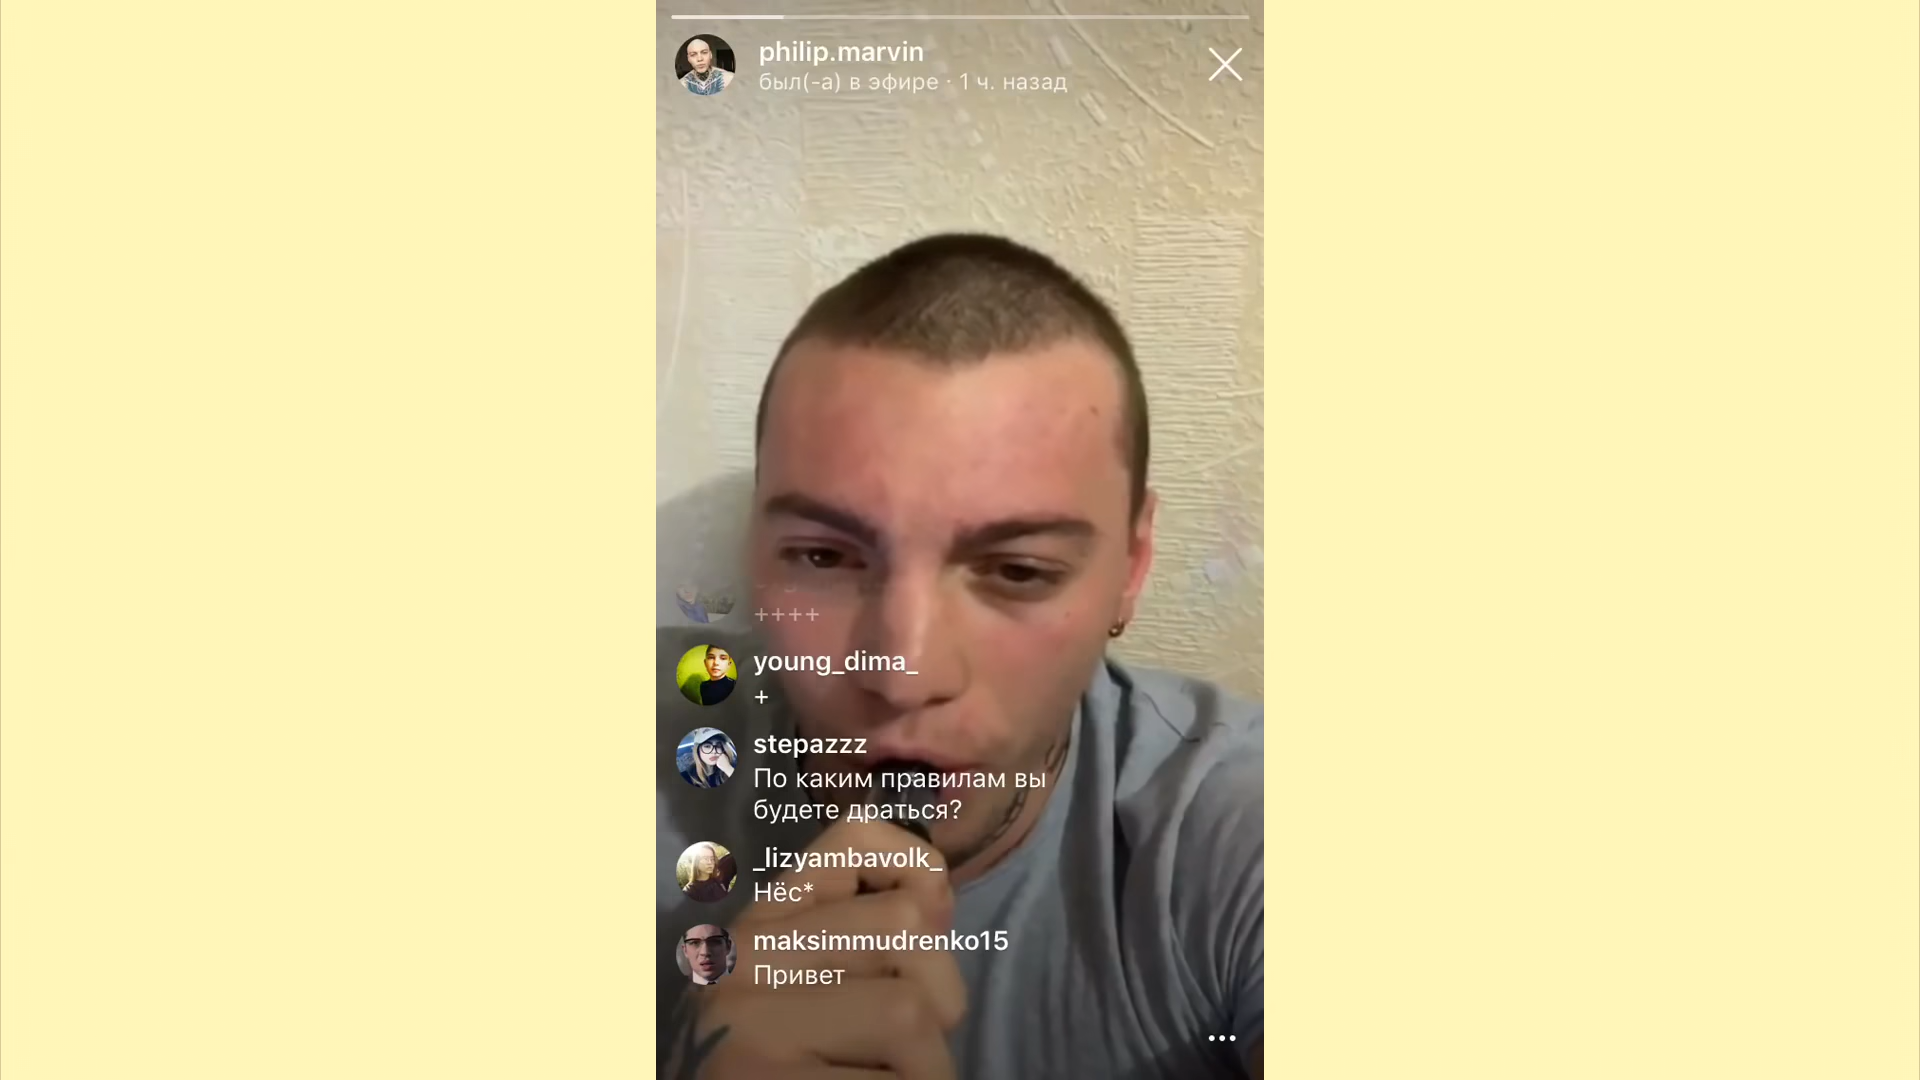 philip.marvin
был(-а) в эфире · 1 ч. назад
++++
young_dima_
+
stepazzz
По каким правилам вы
будете драться?
_lizyambavolk_
Нёс*
maksimmudrenko15
Привет